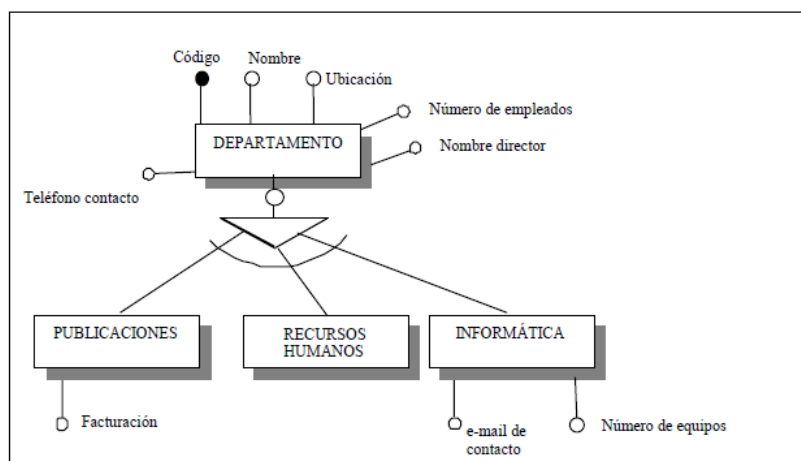 Código
Nombre
Ubicación
Número de empleados
DEPARTAMENTO
Nombre director
Teléfono contacto
PUBLICACIONES
RECURSOS
HUMANOS
INFORMÁTICA
Facturación
e-mail de
contacto
Número de equipos